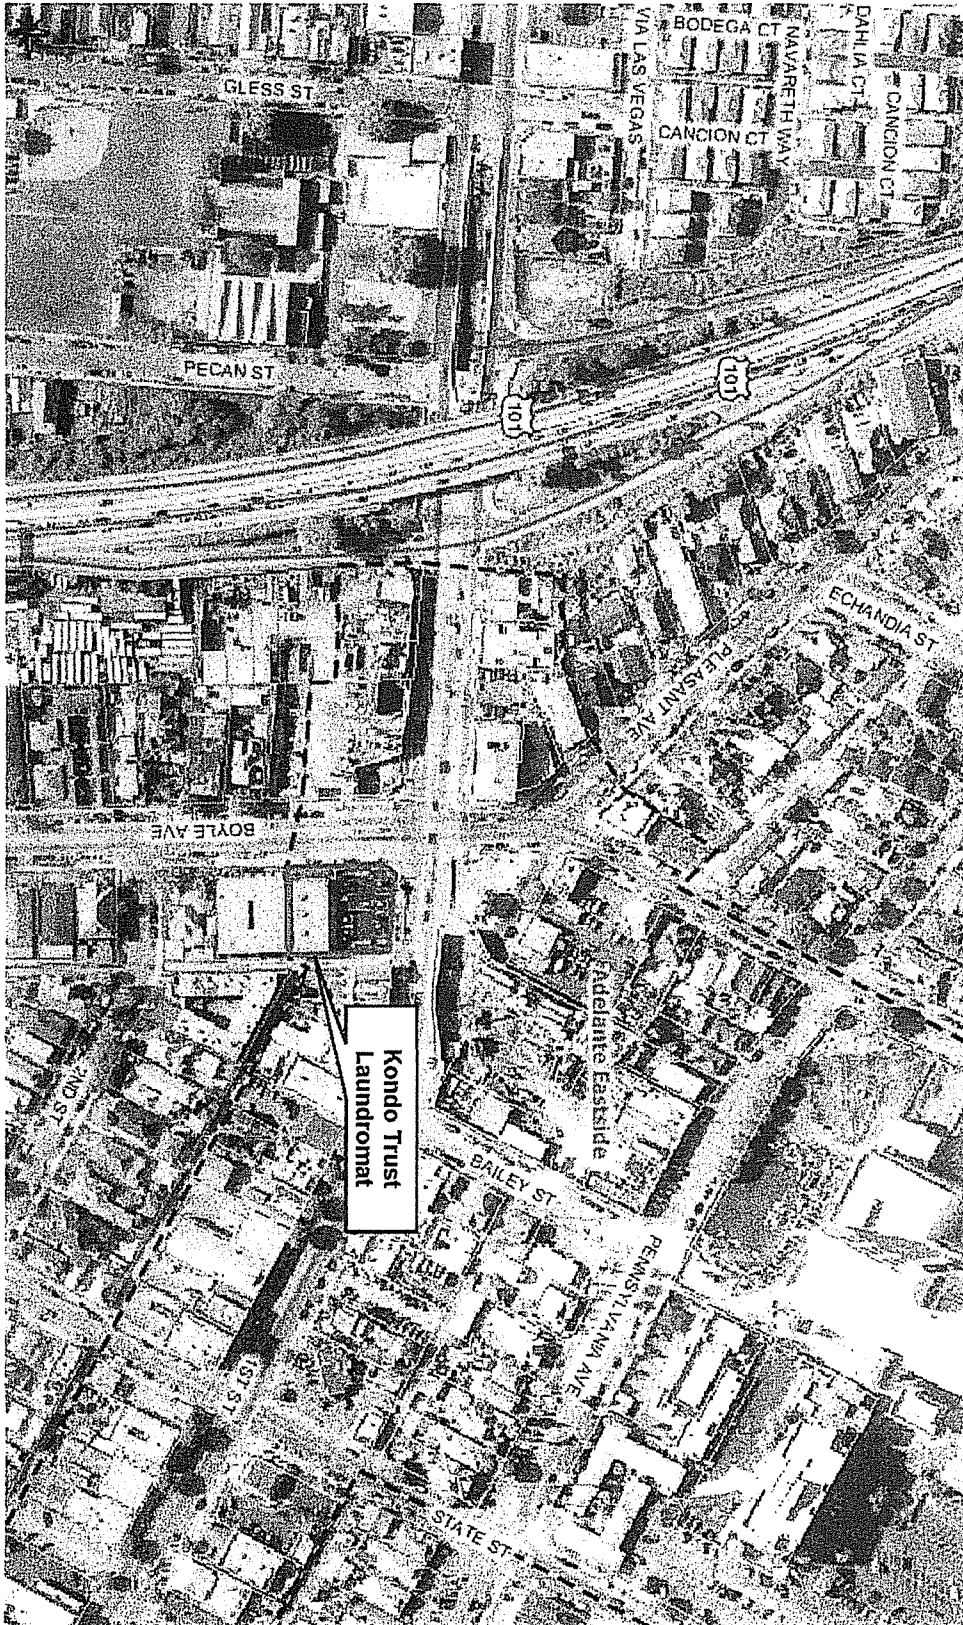 BODEGA CT
DAHLIA CT
NAVARETH WAY
VIA LAS VEGAS
GLESS ST
CANCION CT
CANCION CT
PECAN ST
101
101
ECHANDIA ST
PLEASANT AVE
BOYLE AVE
Adelante Eastside
Kondo Trust
Laundromat
2ND ST
BAILEY ST
PENNSYLVANIA AVE
1ST ST
STATE ST